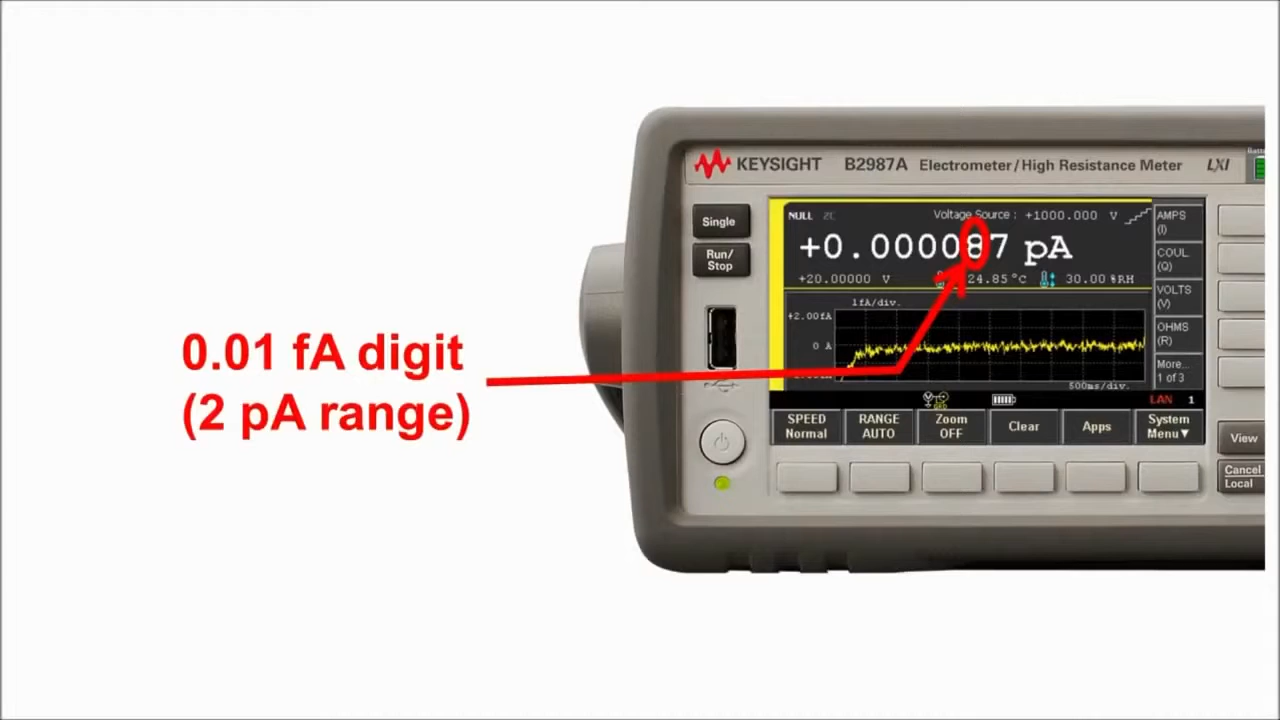 KEYSIGHT B2987A Electrometer/High Resistance Meter LXI
Single
Run/
Stop
NULL ZC Voltage Source : +1000.000 V
+0.000087 pA
+20.00000 V 24.85°C 30.00 %RH
1fA/div.
+2.00fA
0 A
500ms/div.
AMPS
(I)
COUL.
(Q)
VOLTS
(V)
OHMS
(R)
More...
1 of 3
LAN 1
SPEED
Normal
RANGE
AUTO
Zoom
OFF
Clear
Apps
System
Menu▼
View
Cancel
Local
0.01 fA digit
(2 pA range)